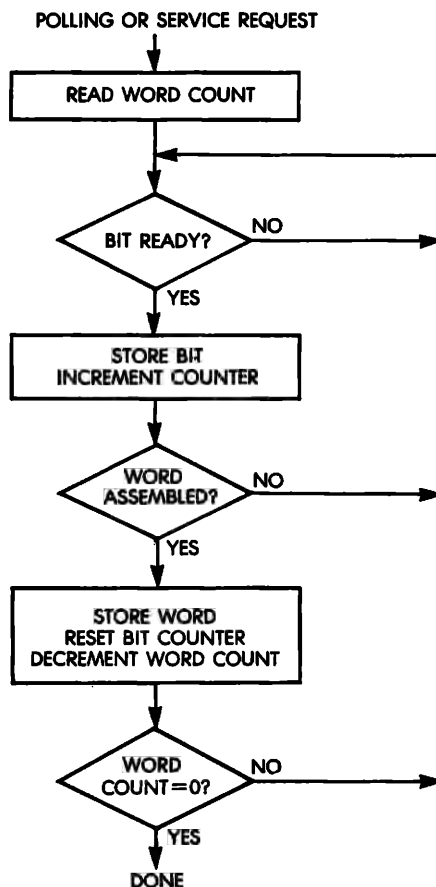 POLLING OR SERVICE REQUEST
READ WORD COUNT
BIT READY?
NO
YES
STORE BIT
INCREMENT COUNTER
WORD
ASSEMBLED?
NO
YES
STORE WORD
RESET BIT COUNTER
DECREMENT WORD COUNT
WORD
COUNT=0?
NO
YES
DONE